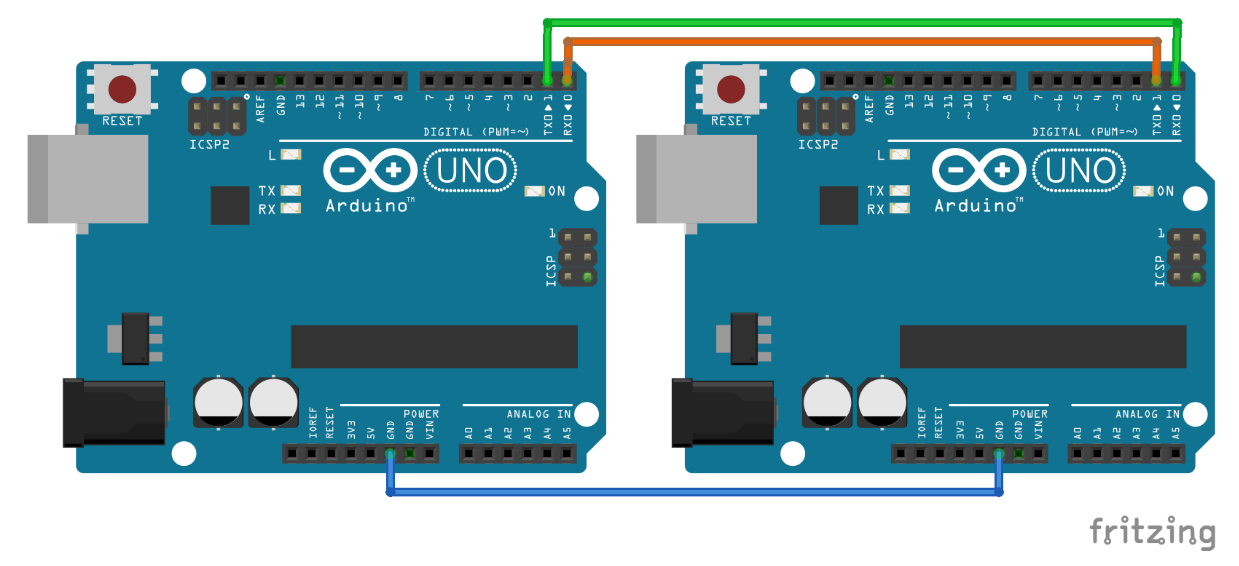 RESET
ICSP2
AREF
GND
13
12
~11
~10
~9
8
7
~6
~5
4
~3
2
TX0▶1
RX0◀0
DIGITAL (PWM=~)
L
TX
RX
UNO
Arduino™
ON
1
ICSP
IOREF
RESET
3V3
5V
GND
GND
VIN
POWER
ANALOG IN
A0
A1
A2
A3
A4
A5
RESET
ICSP2
AREF
GND
13
12
~11
~10
~9
8
7
~6
~5
4
~3
2
TX0▶1
RX0◀0
DIGITAL (PWM=~)
L
TX
RX
UNO
Arduino™
ON
1
ICSP
IOREF
RESET
3V3
5V
GND
GND
VIN
POWER
ANALOG IN
A0
A1
A2
A3
A4
A5
fritzing